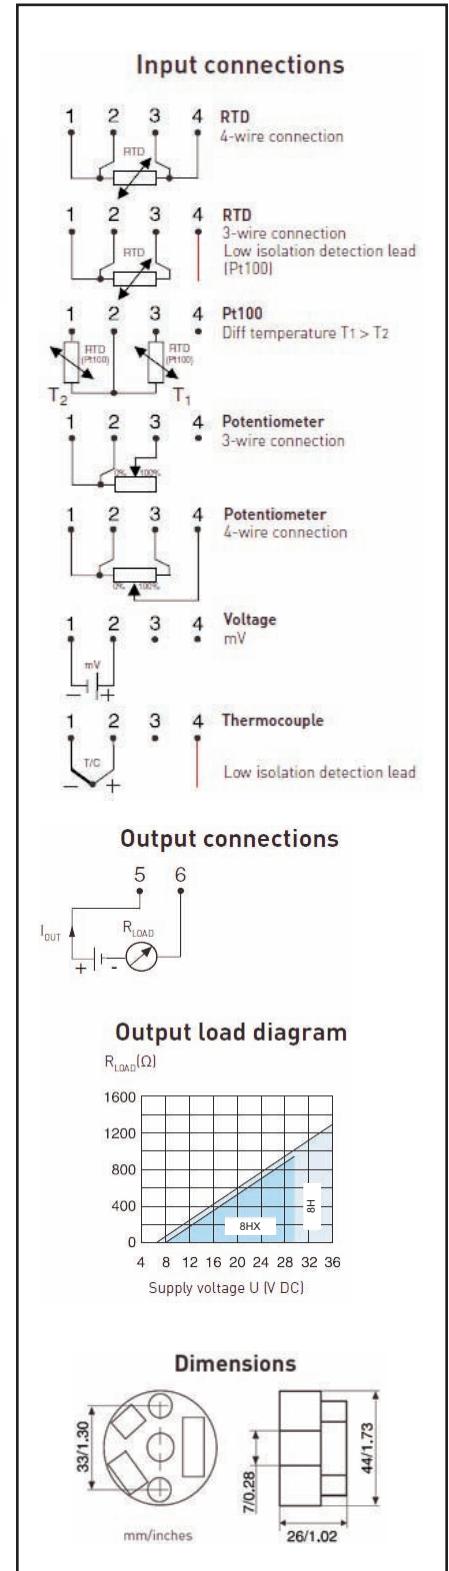 Input connections
1 2 3 4 RTD
4-wire connection
RTD
1 2 3 4 RTD
3-wire connection
Low isolation detection lead
(Pt100)
RTD
1 2 3 4 Pt100
Diff temperature T1 > T2
RTD
(Pt100)
RTD
(Pt100)
T2 T1
1 2 3 4 Potentiometer
3-wire connection
0% 100%
1 2 3 4 Potentiometer
4-wire connection
0% 100%
1 2 3 4 Voltage
mV
mV
− +
1 2 3 4 Thermocouple
T/C
− + Low isolation detection lead
Output connections
5 6
IOUT RLOAD
+ -
Output load diagram
RLOAD(Ω)
1600
1200
800
400
0
8HX
8H
4 8 12 16 20 24 28 32 36
Supply voltage U (V DC)
Dimensions
33/1.30
7/0.28
44/1.73
26/1.02
mm/inches